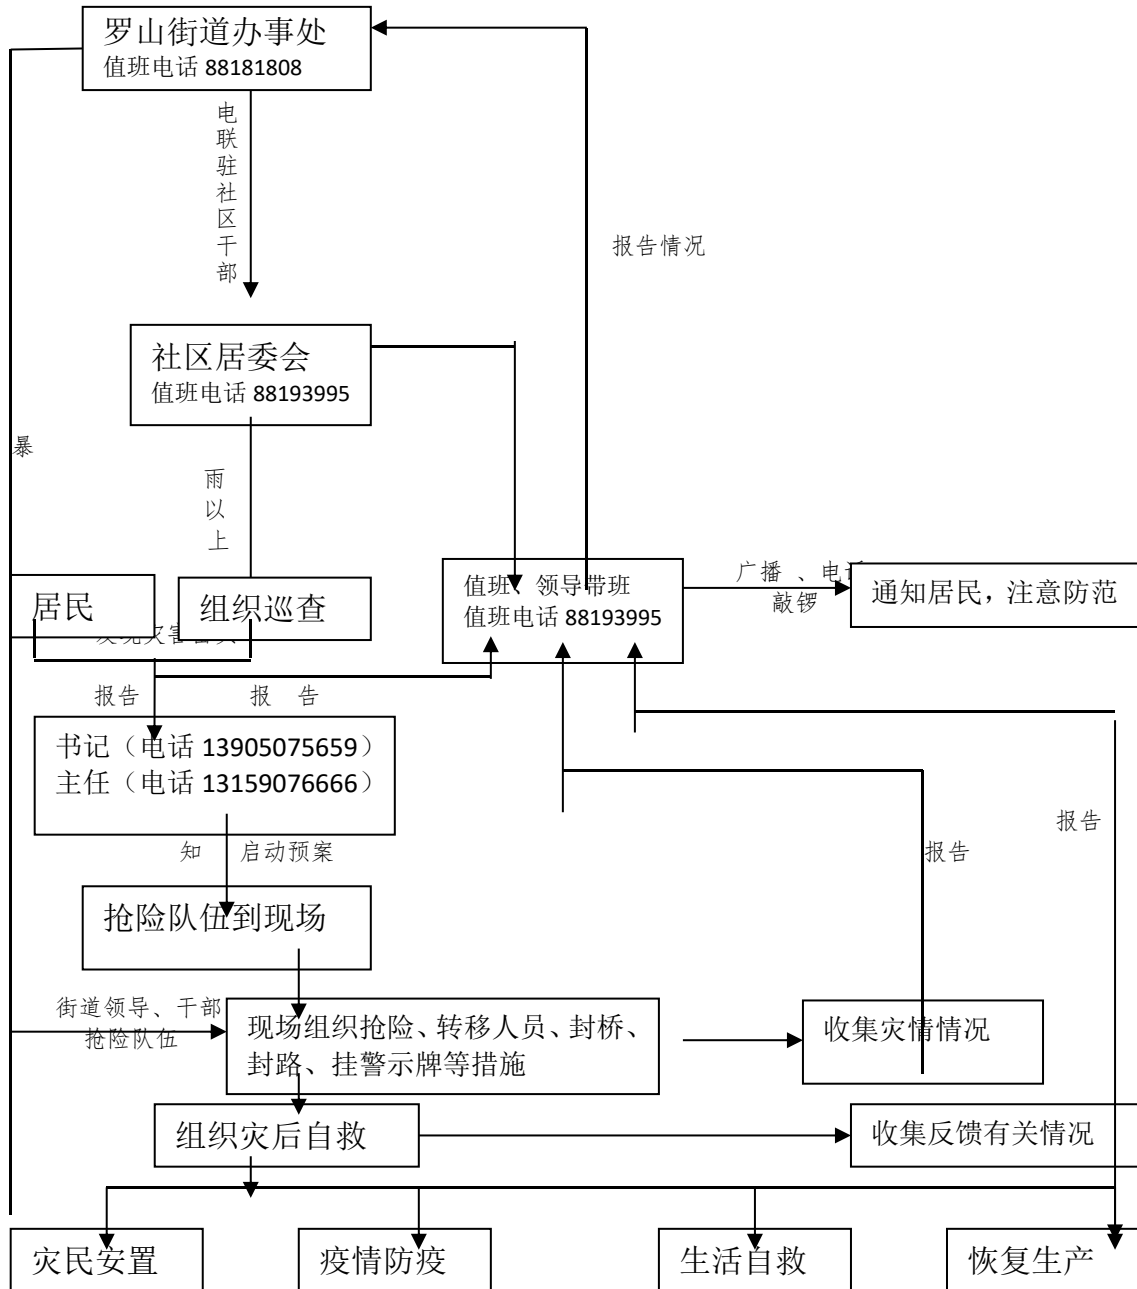 罗山街道办事处
值班电话 88181808
电联驻社区干部
报告情况
社区居委会
值班电话 88193995
暴
雨以上
居民
组织巡查
值班、领导带班
值班电话 88193995
广播 、电话
敲锣
通知居民，注意防范
报告
报 告
书记（电话 13905075659）
主任（电话 13159076666）
知 启动预案
报告
报告
抢险队伍到现场
街道领导、干部
抢险队伍
现场组织抢险、转移人员、封桥、
封路、挂警示牌等措施
收集灾情情况
组织灾后自救
收集反馈有关情况
灾民安置
疫情防疫
生活自救
恢复生产